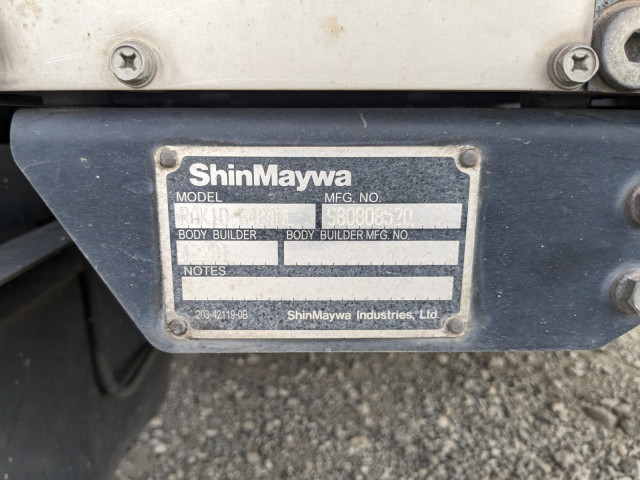 ShinMaywa
MODEL MFG. NO.
S80808520
BODY BUILDER BODY BUILDER MFG. NO.
NOTES
203-42119-0B ShinMaywa Industries, Ltd.